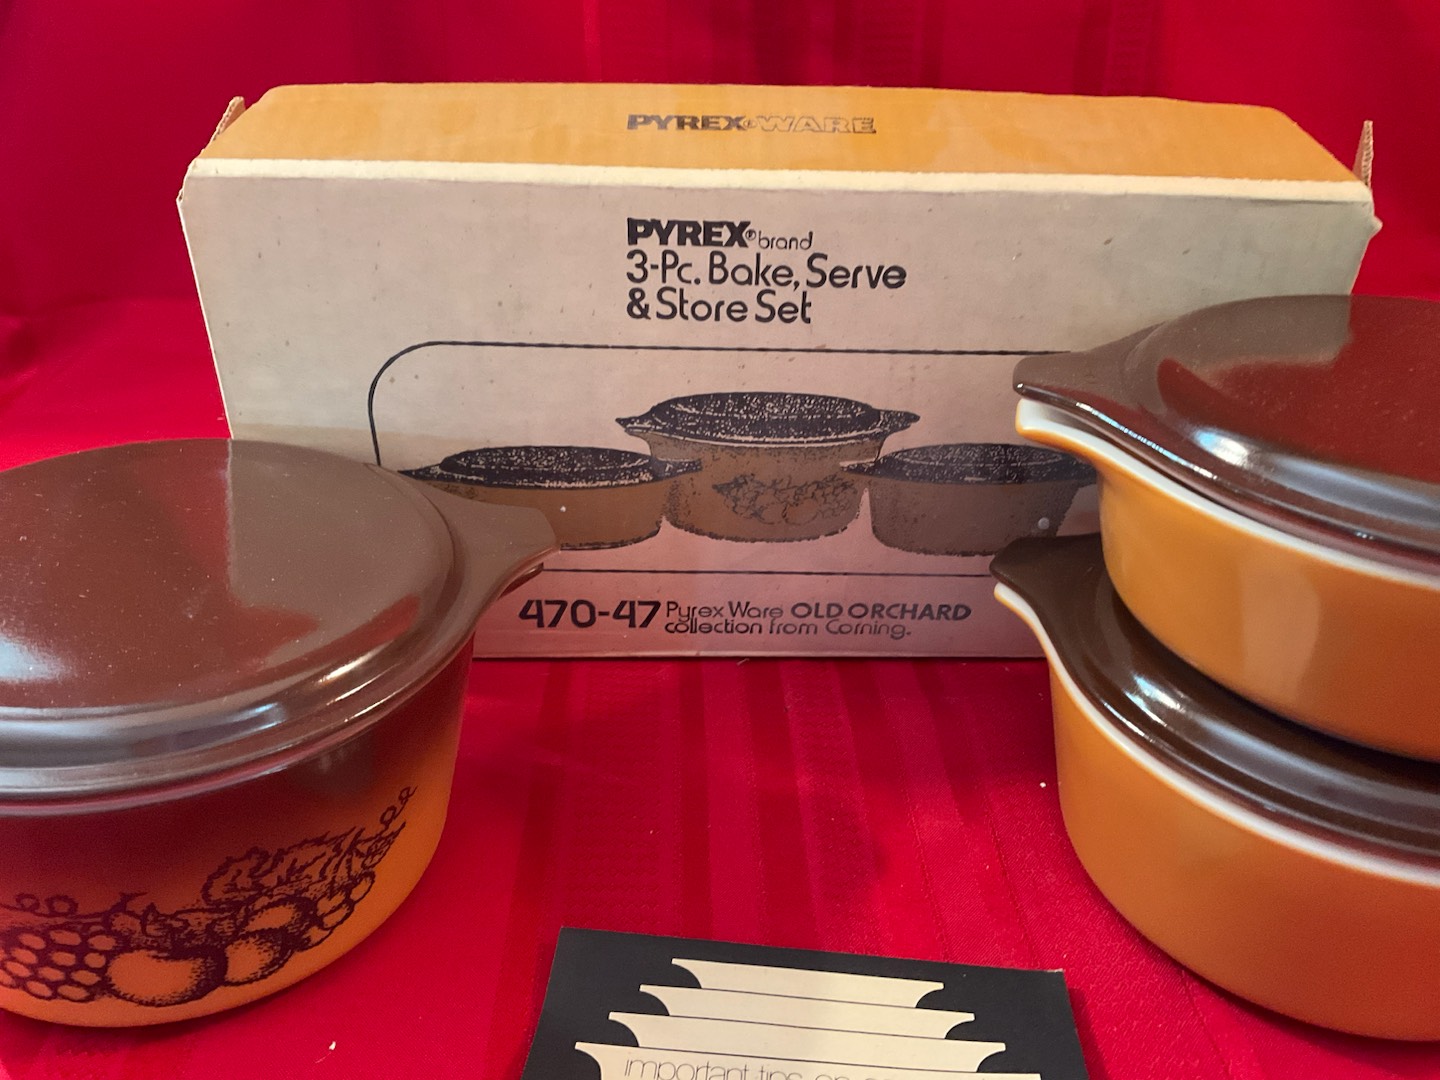 PYREX® WARE
PYREX® brand
3-Pc. Bake, Serve
& Store Set
470-47 Pyrex Ware OLD ORCHARD
collection from Corning.
important tips on